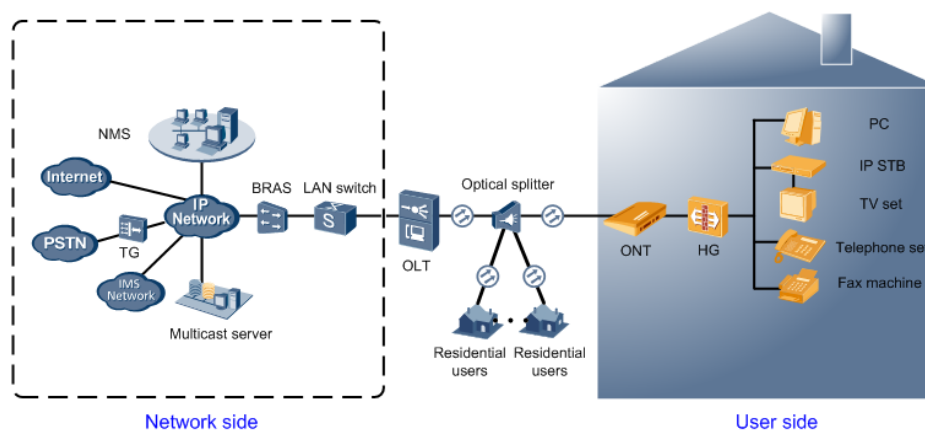 NMS
Internet
BRAS
LAN switch
Optical splitter
IP
Network
S
PSTN
TG
OLT
IMS
Network
Multicast server
Residential
users
Residential
users
ONT
HG
PC
IP STB
TV set
Telephone se
Fax machine
Network side
User side